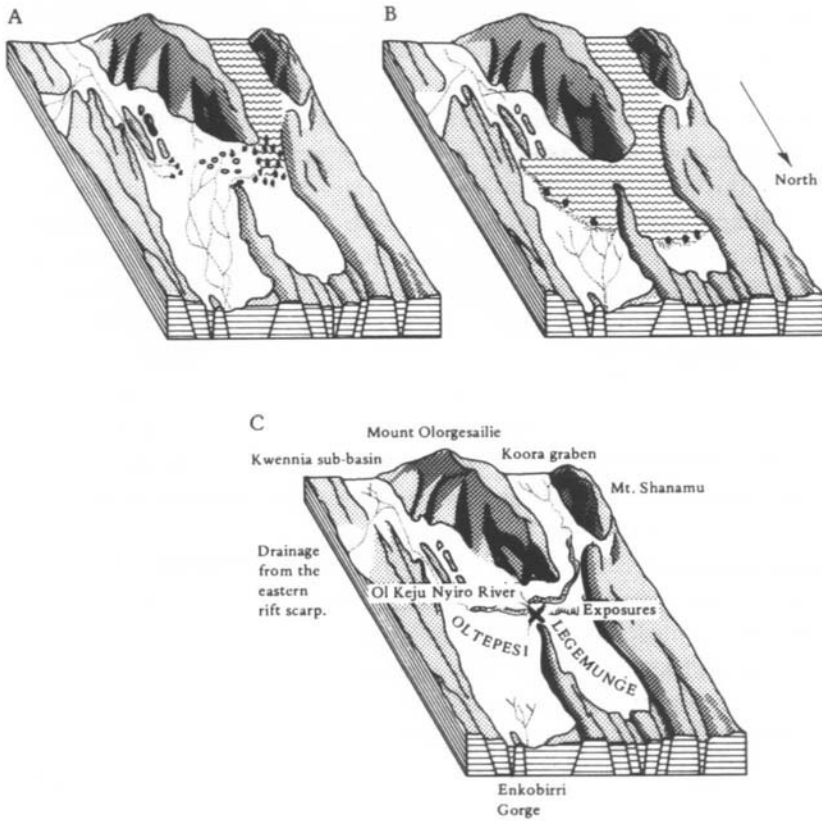 A
B
North
C
Mount Olorgesailie
Kwennia sub-basin
Koora graben
Mt. Shanamu
Drainage
from the
eastern
rift scarp.
Ol Keju Nyiro River
Exposures
OLTEPESI
LEGEMUNGE
Enkobirri
Gorge